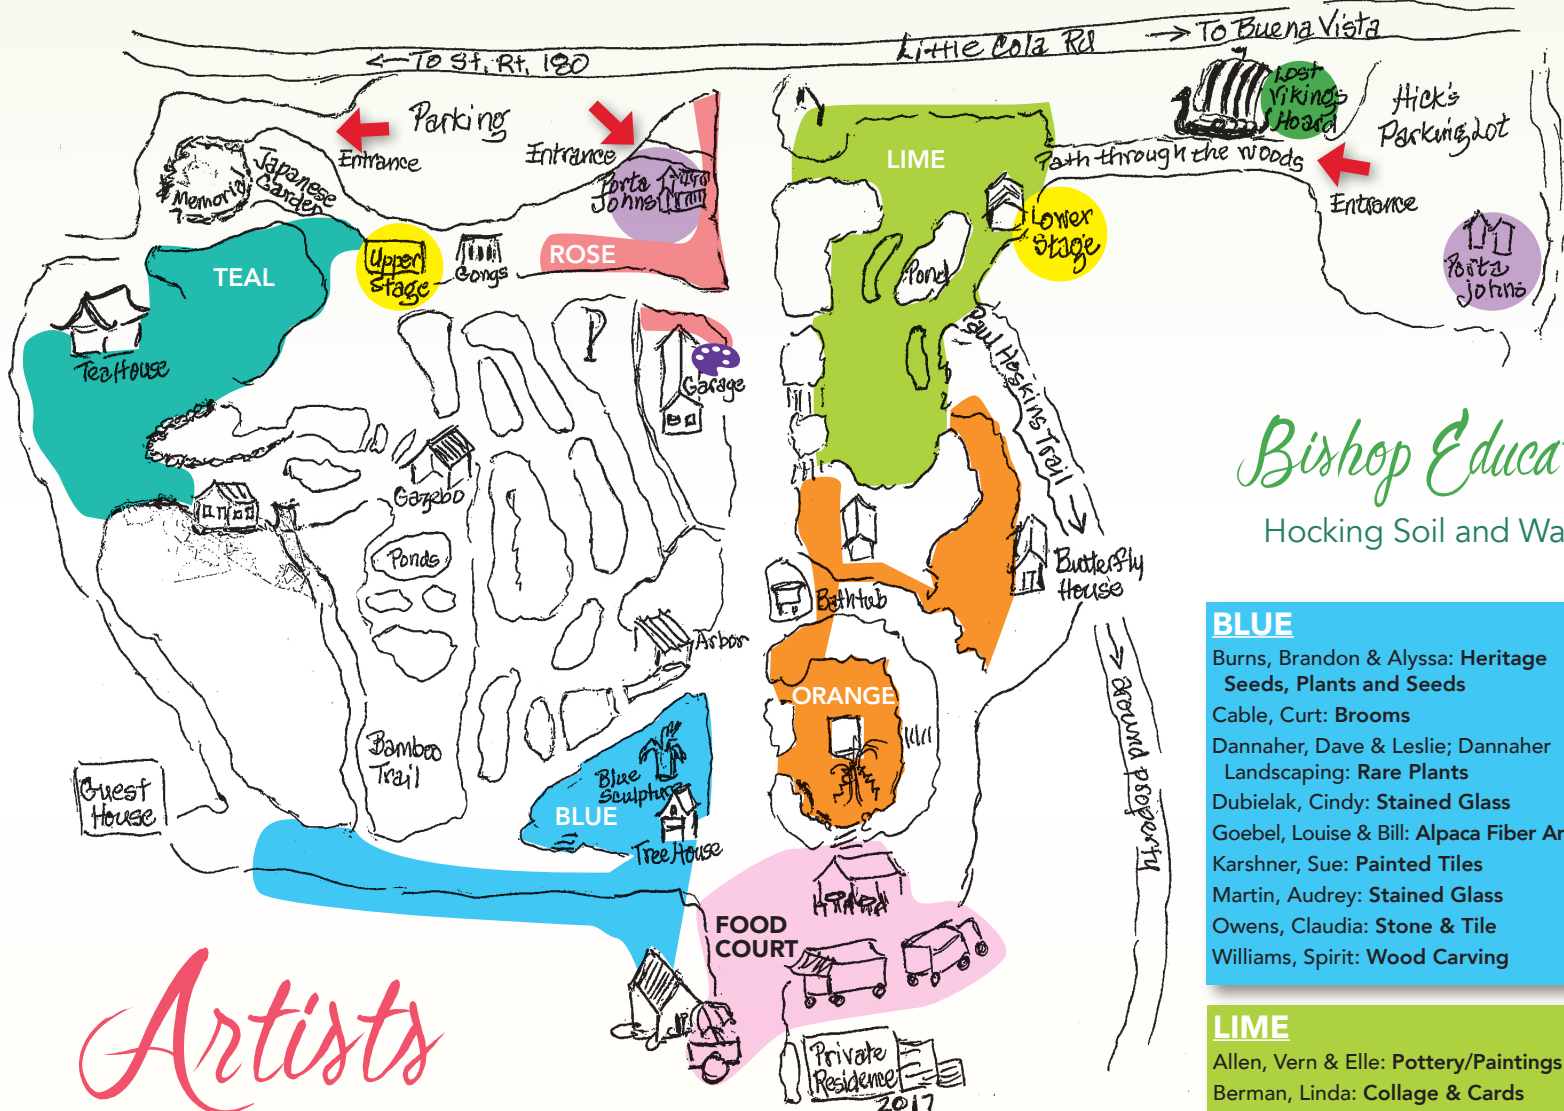 Little Cola Rd → To Buena Vista
← To St. Rt. 180
Parking
Entrance
Entrance
Japanese
Garden
Memorial
Porta
Johns
LIME
Path through the woods
Lost
Vikings
Hoard
Hick's
Parking Lot
Entrance
Porta
johns
TEAL
Upper
Stage
Gongs
ROSE
Lower
Stage
Pond
Tea House
Garage
Paul Hoskins Trail
Gazebo
Ponds
Bathtub
Butterfly
House
Arbor
→ around property
ORANGE
Bamboo
Trail
Guest
House
Blue
Sculpture
BLUE
Tree House
FOOD
COURT
Private
Residence
2017
Artists
Bishop Educa
Hocking Soil and Wa
BLUE
Burns, Brandon & Alyssa: Heritage
Seeds, Plants and Seeds
Cable, Curt: Brooms
Dannaher, Dave & Leslie; Dannaher
Landscaping: Rare Plants
Dubielak, Cindy: Stained Glass
Goebel, Louise & Bill: Alpaca Fiber Ar
Karshner, Sue: Painted Tiles
Martin, Audrey: Stained Glass
Owens, Claudia: Stone & Tile
Williams, Spirit: Wood Carving
LIME
Allen, Vern & Elle: Pottery/Paintings
Berman, Linda: Collage & Cards